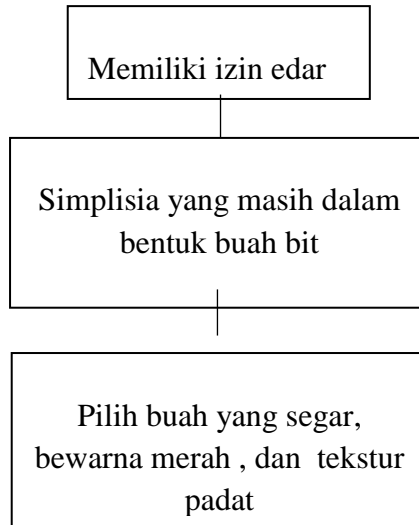 Memiliki izin edar
Simplisia yang masih dalam
bentuk buah bit
Pilih buah yang segar,
bewarna merah , dan tekstur
padat